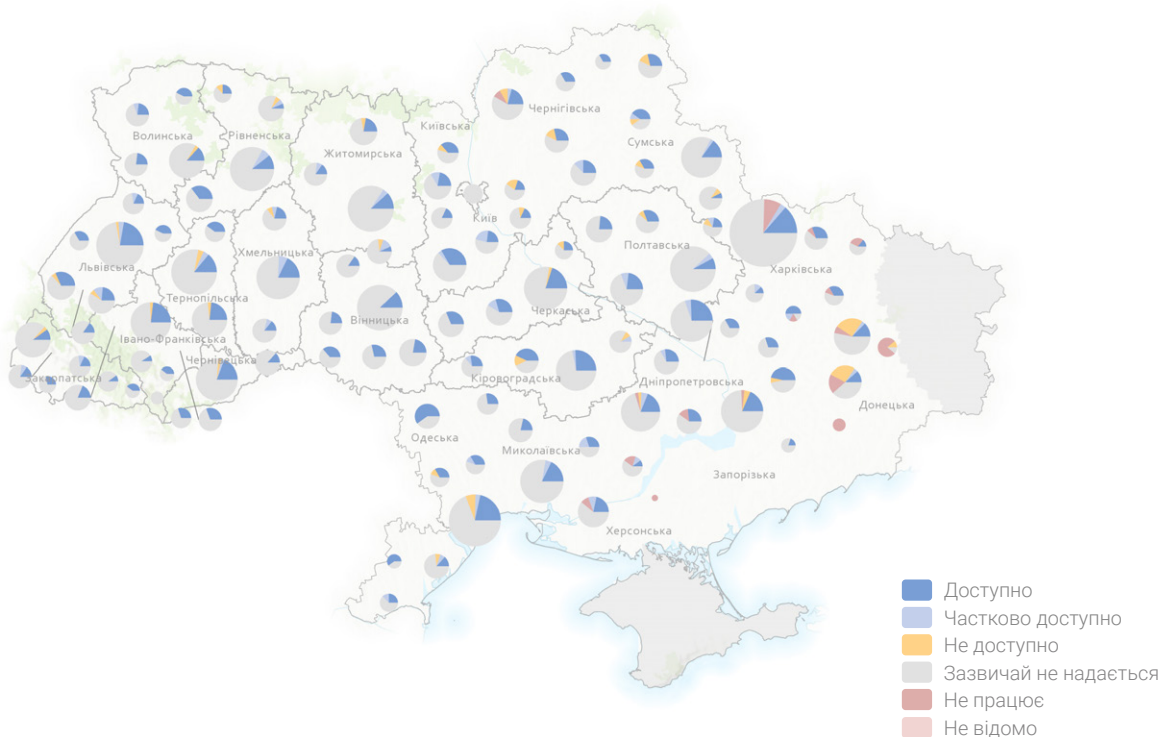 Чернігівська
Київська
Волинська
Рівненська
Сумська
Житомирська
Київ
Полтавська
Хмельницька
Львівська
Харківська
Тернопільська
Черкаська
Вінницька
Івано-Франківська
Чернівецька
Закарпатська
Кіровоградська
Дніпропетровська
Донецька
Одеська
Миколаївська
Запорізька
Херсонська
Доступно
Частково доступно
Не доступно
Зазвичай не надається
Не працює
Не відомо